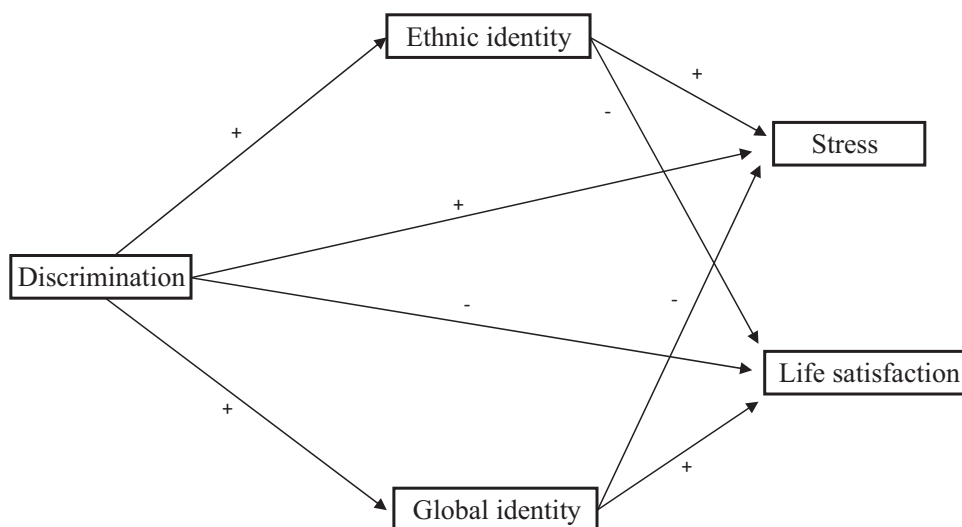 Ethnic identity
+
+
-
Stress
+
Discrimination
-
-
Life satisfaction
+
+
Global identity